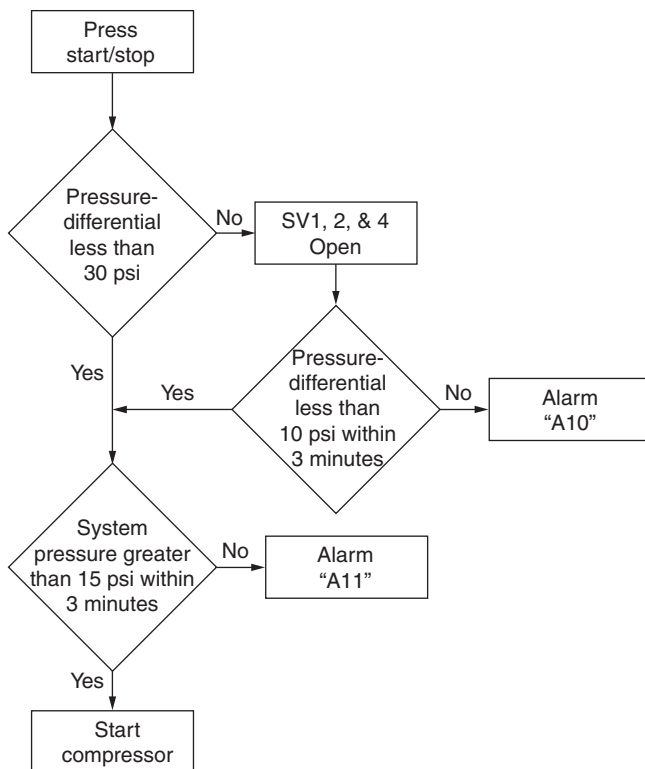 Press
start/stop
Pressure-
differential
less than
30 psi
No
SV1, 2, & 4
Open
Yes
Pressure-
differential
less than
10 psi within
3 minutes
Yes
No
Alarm
“A10”
System
pressure greater
than 15 psi within
3 minutes
No
Alarm
“A11”
Yes
Start
compressor